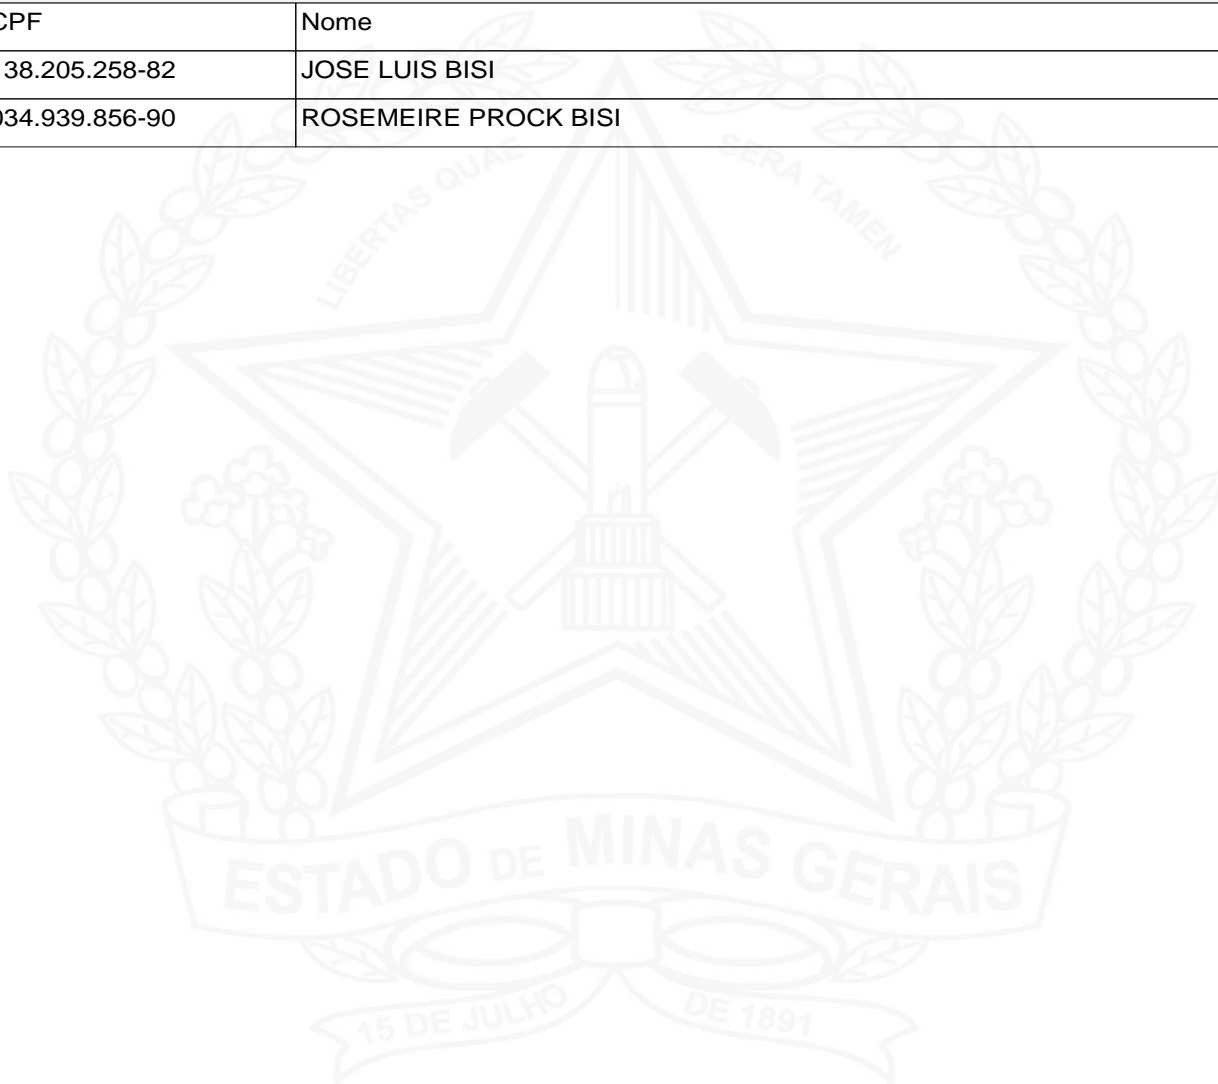 CPF Nome
38.205.258-82 JOSE LUIS BISI
034.939.856-90 ROSEMEIRE PROCK BISI
LIBERTAS QUAE SERA TAMEN
ESTADO DE MINAS GERAIS
15 DE JULHO DE 1891